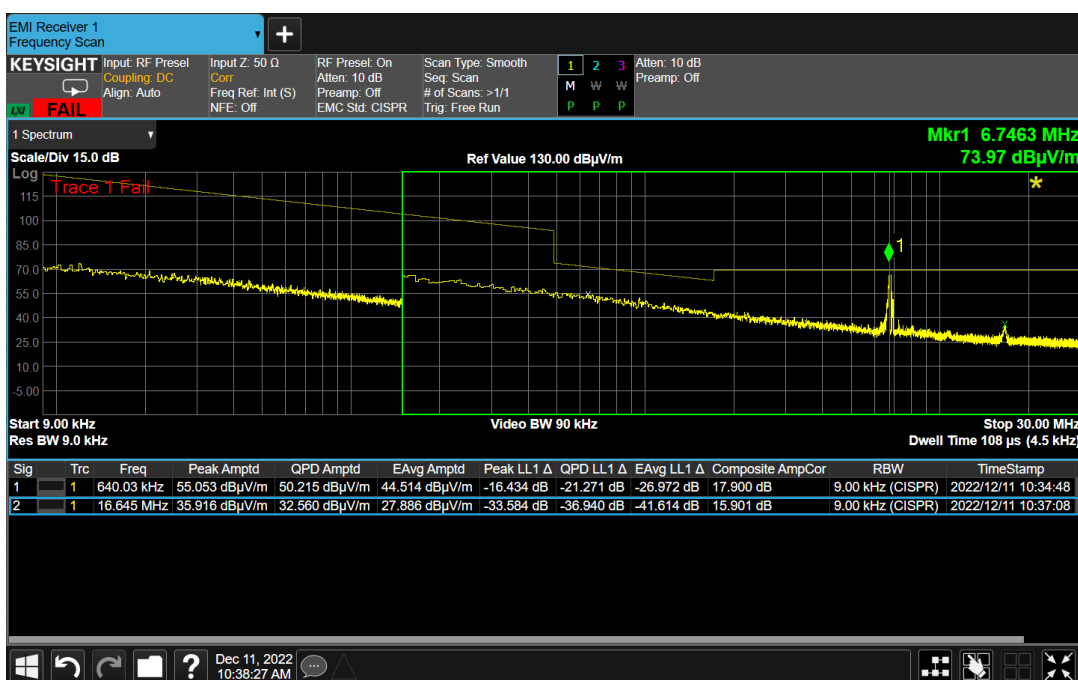 EMI Receiver 1
Frequency Scan
+
KEYSIGHT
LXI FAIL
Input: RF Presel
Coupling: DC
Align: Auto
Input Z: 50 Ω
Corr
Freq Ref: Int (S)
NFE: Off
RF Presel: On
Atten: 10 dB
Preamp: Off
EMC Std: CISPR
Scan Type: Smooth
Seq: Scan
# of Scans: >1/1
Trig: Free Run
1 2 3
M W W
P P P
Atten: 10 dB
Preamp: Off
1 Spectrum
Mkr1 6.7463 MHz
Scale/Div 15.0 dB Ref Value 130.00 dBµV/m 73.97 dBµV/m
Log
Trace 1 Fail
*
115
100
85.0
1
70.0
55.0
40.0
25.0
10.0
-5.00
Start 9.00 kHz Video BW 90 kHz Stop 30.00 MHz
Res BW 9.0 kHz Dwell Time 108 µs (4.5 kHz)
Sig Trc Freq Peak Amptd QPD Amptd EAvg Amptd Peak LL1 Δ QPD LL1 Δ EAvg LL1 Δ Composite AmpCor RBW TimeStamp
1 1 640.03 kHz 55.053 dBµV/m 50.215 dBµV/m 44.514 dBµV/m -16.434 dB -21.271 dB -26.972 dB 17.900 dB 9.00 kHz (CISPR) 2022/12/11 10:34:48
2 1 16.645 MHz 35.916 dBµV/m 32.560 dBµV/m 27.886 dBµV/m -33.584 dB -36.940 dB -41.614 dB 15.901 dB 9.00 kHz (CISPR) 2022/12/11 10:37:08
?
Dec 11, 2022
10:38:27 AM